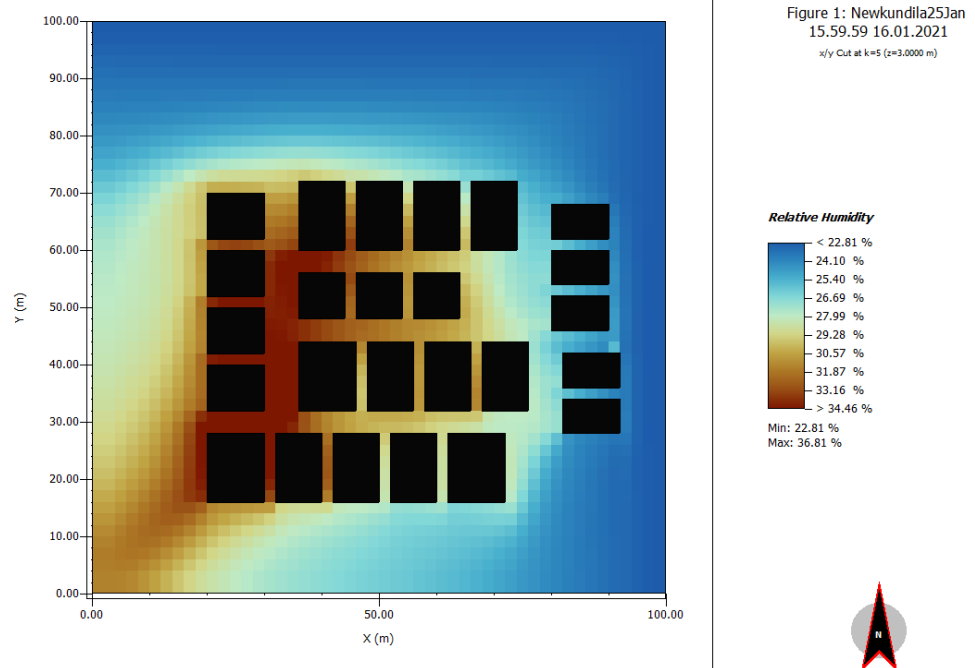 Figure 1: Newkundila25Jan
15.59.59 16.01.2021
x/y Cut at k=5 (z=3.0000 m)
100.00
90.00
80.00
70.00
60.00
50.00
40.00
30.00
20.00
10.00
0.00
Y (m)
0.00 50.00 100.00
X (m)
Relative Humidity
< 22.81 %
24.10 %
25.40 %
26.69 %
27.99 %
29.28 %
30.57 %
31.87 %
33.16 %
> 34.46 %
Min: 22.81 %
Max: 36.81 %
N